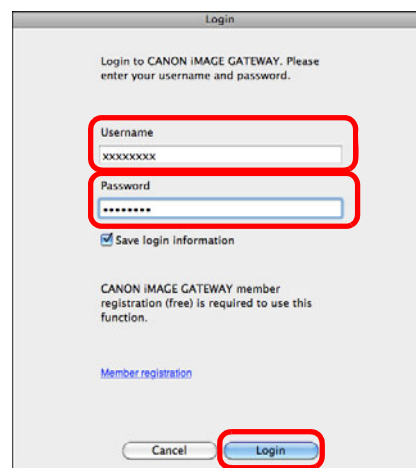 Login
Login to CANON iMAGE GATEWAY. Please
enter your username and password.
Username
xxxxxxxx
Password
••••••••
Save login information
CANON iMAGE GATEWAY member
registration (free) is required to use this
function.
Member registration
Cancel
Login